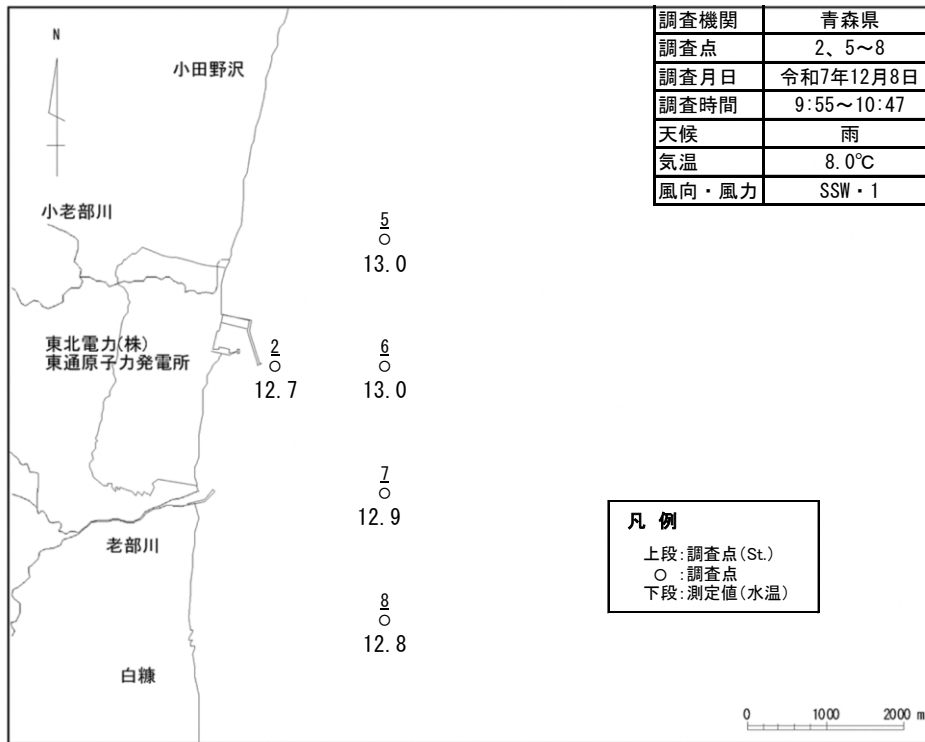 調査機関 青森県
調査点 2、5～8
調査月日 令和7年12月8日
調査時間 9:55～10:47
天候 雨
気温 8.0℃
風向・風力 SSW・1
N
小田野沢
小老部川
5
13.0
東北電力(株)
東通原子力発電所
2
12.7
6
13.0
7
12.9
老部川
8
12.8
白糠
凡 例
上段:調査点(St.)
○ :調査点
下段:測定値(水温)
0 1000 2000 m